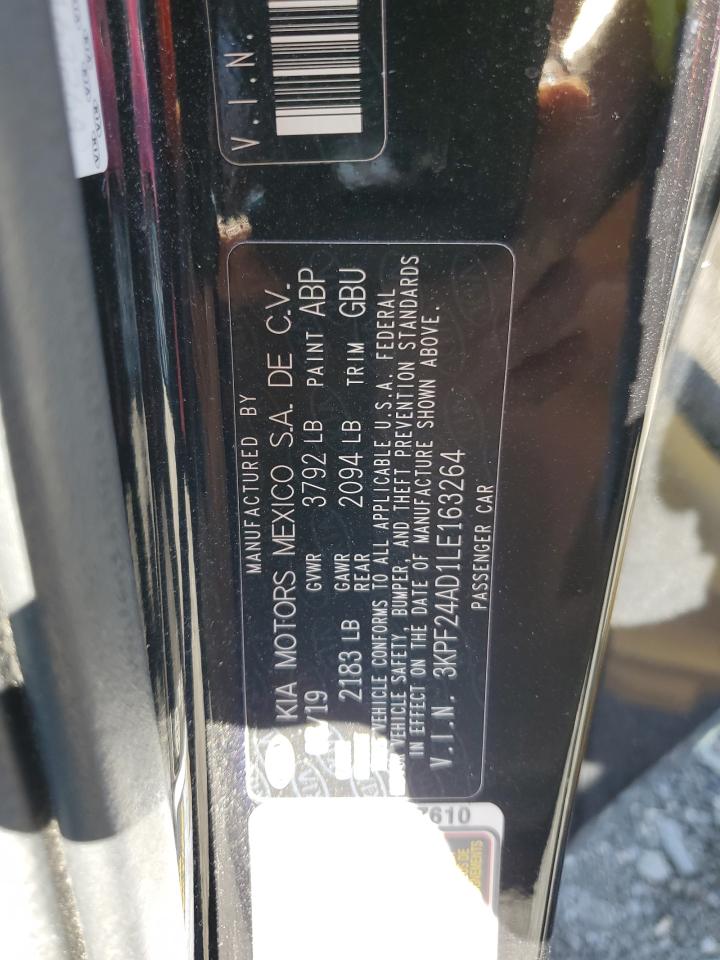 V.I.N.
MANUFACTURED BY
KIA MOTORS MEXICO S.A. DE C.V.
/19 GVWR 3792 LB PAINT ABP
2183 LB GAWR REAR 2094 LB TRIM GBU
VEHICLE CONFORMS TO ALL APPLICABLE U.S.A. FEDERAL
VEHICLE SAFETY, BUMPER, AND THEFT PREVENTION STANDARDS
IN EFFECT ON THE DATE OF MANUFACTURE SHOWN ABOVE.
V.I.N. 3KPF24AD1LE163264
PASSENGER CAR
7610